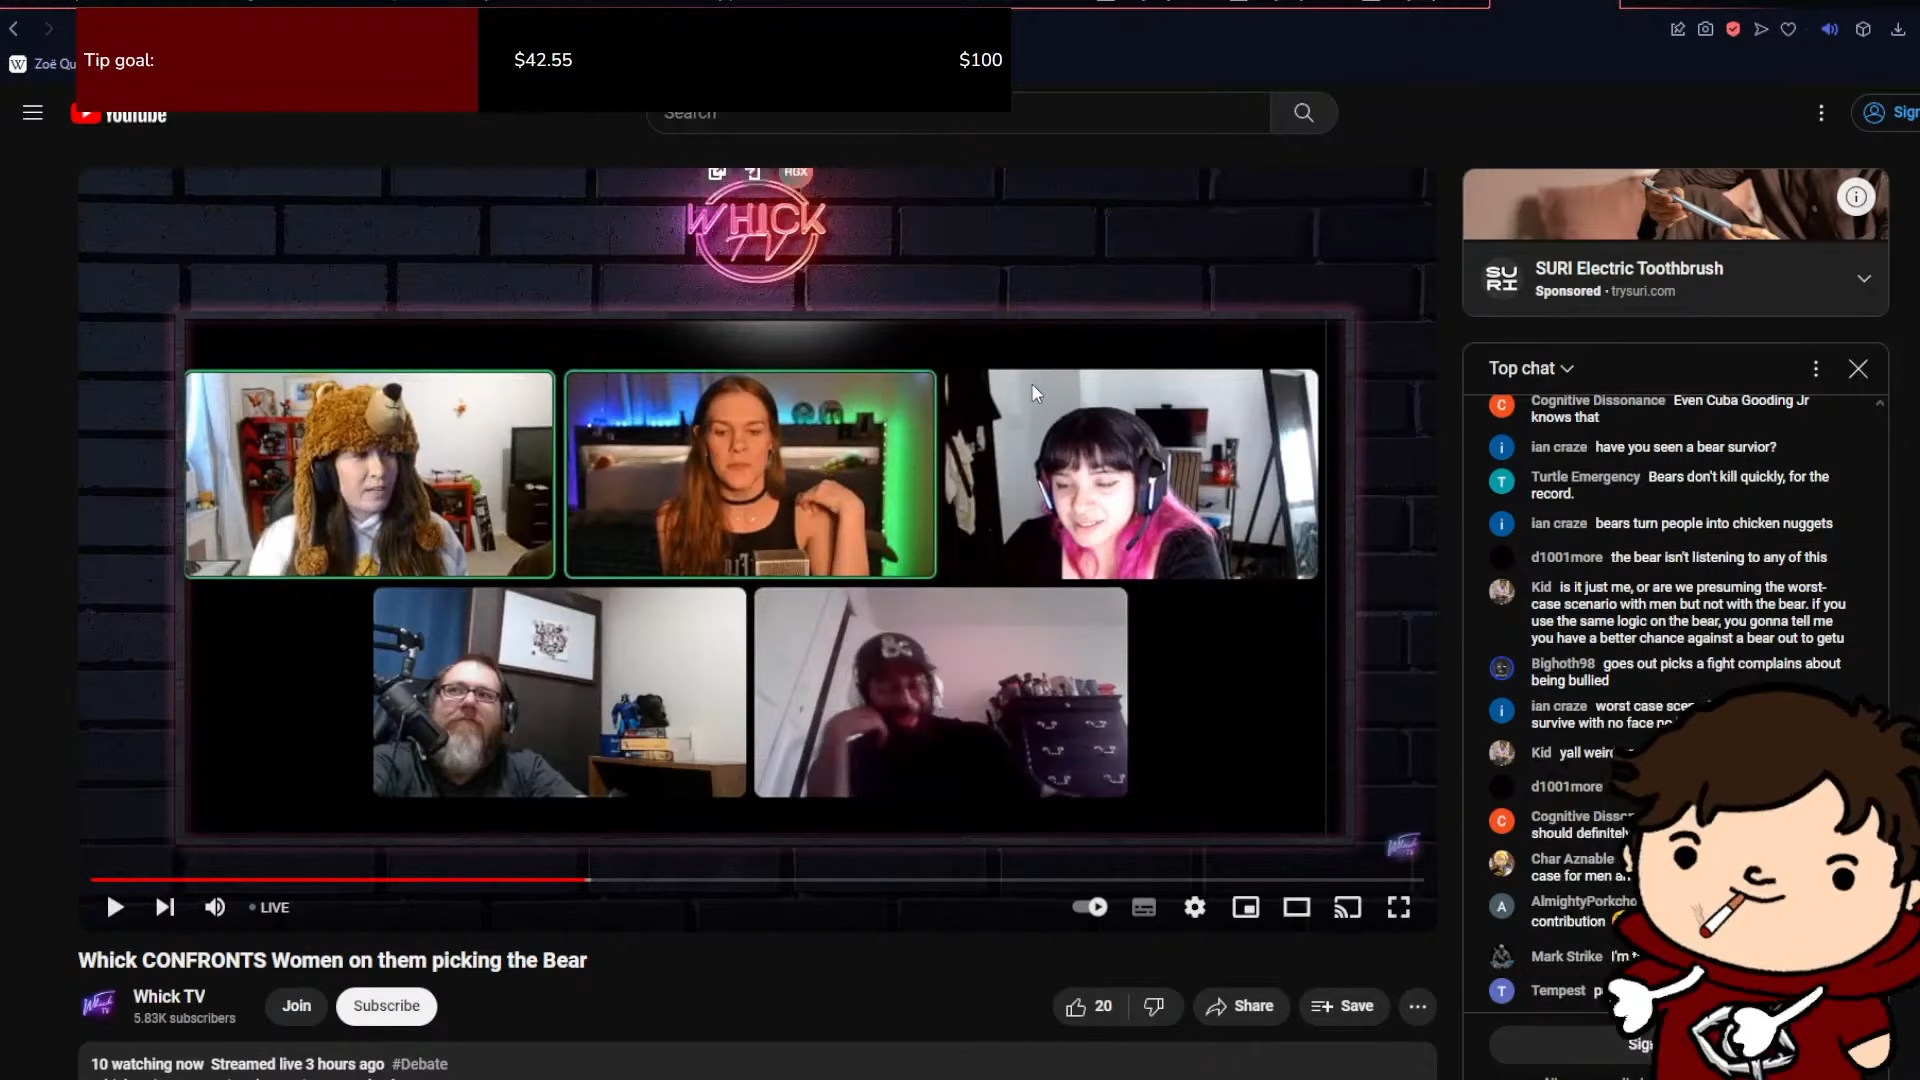 Tip goal:
$42.55
$100
W
Zoë Qu
YouTube
Search
Sign
WHICK
TV
AGX
SURI
SURI Electric Toothbrush
Sponsored · trysuri.com
Top chat
Cognitive Dissonance Even Cuba Gooding Jr
knows that
ian craze have you seen a bear survior?
Turtle Emergency Bears don't kill quickly, for the
record.
ian craze bears turn people into chicken nuggets
d1001more the bear isn't listening to any of this
Kid is it just me, or are we presuming the worst-
case scenario with men but not with the bear. if you
use the same logic on the bear, you gonna tell me
you have a better chance against a bear out to getu
Bighoth98 goes out picks a fight complains about
being bullied
ian craze worst case
survive with no face
Kid yall
d1001more
Cognitive
should
Char Aznable
case for men
AlmightyPorkcho
contribution
Mark Strike I'm
Tempest
LIVE
Whick CONFRONTS Women on them picking the Bear
Whick TV
5.83K subscribers
Join
Subscribe
20
Share
Save
10 watching now Streamed live 3 hours ago #Debate